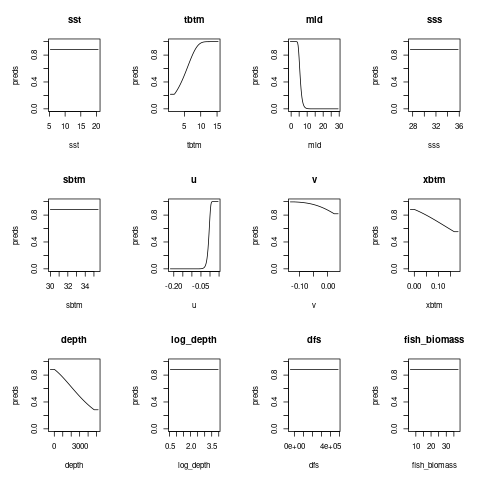 sst tbtm mld sss
preds preds preds preds
0.0 0.4 0.8 0.0 0.4 0.8 0.0 0.4 0.8 0.0 0.4 0.8
5 10 15 20 5 10 15 0 10 20 30 28 32 36
sst tbtm mld sss
sbtm u v xbtm
preds preds preds preds
0.0 0.4 0.8 0.0 0.4 0.8 0.0 0.4 0.8 0.0 0.4 0.8
30 32 34 -0.20 -0.05 -0.10 0.00 0.00 0.10
sbtm u v xbtm
depth log_depth dfs fish_biomass
preds preds preds preds
0.0 0.4 0.8 0.0 0.4 0.8 0.0 0.4 0.8 0.0 0.4 0.8
0 3000 0.5 2.0 3.5 0e+00 4e+05 10 20 30
depth log_depth dfs fish_biomass